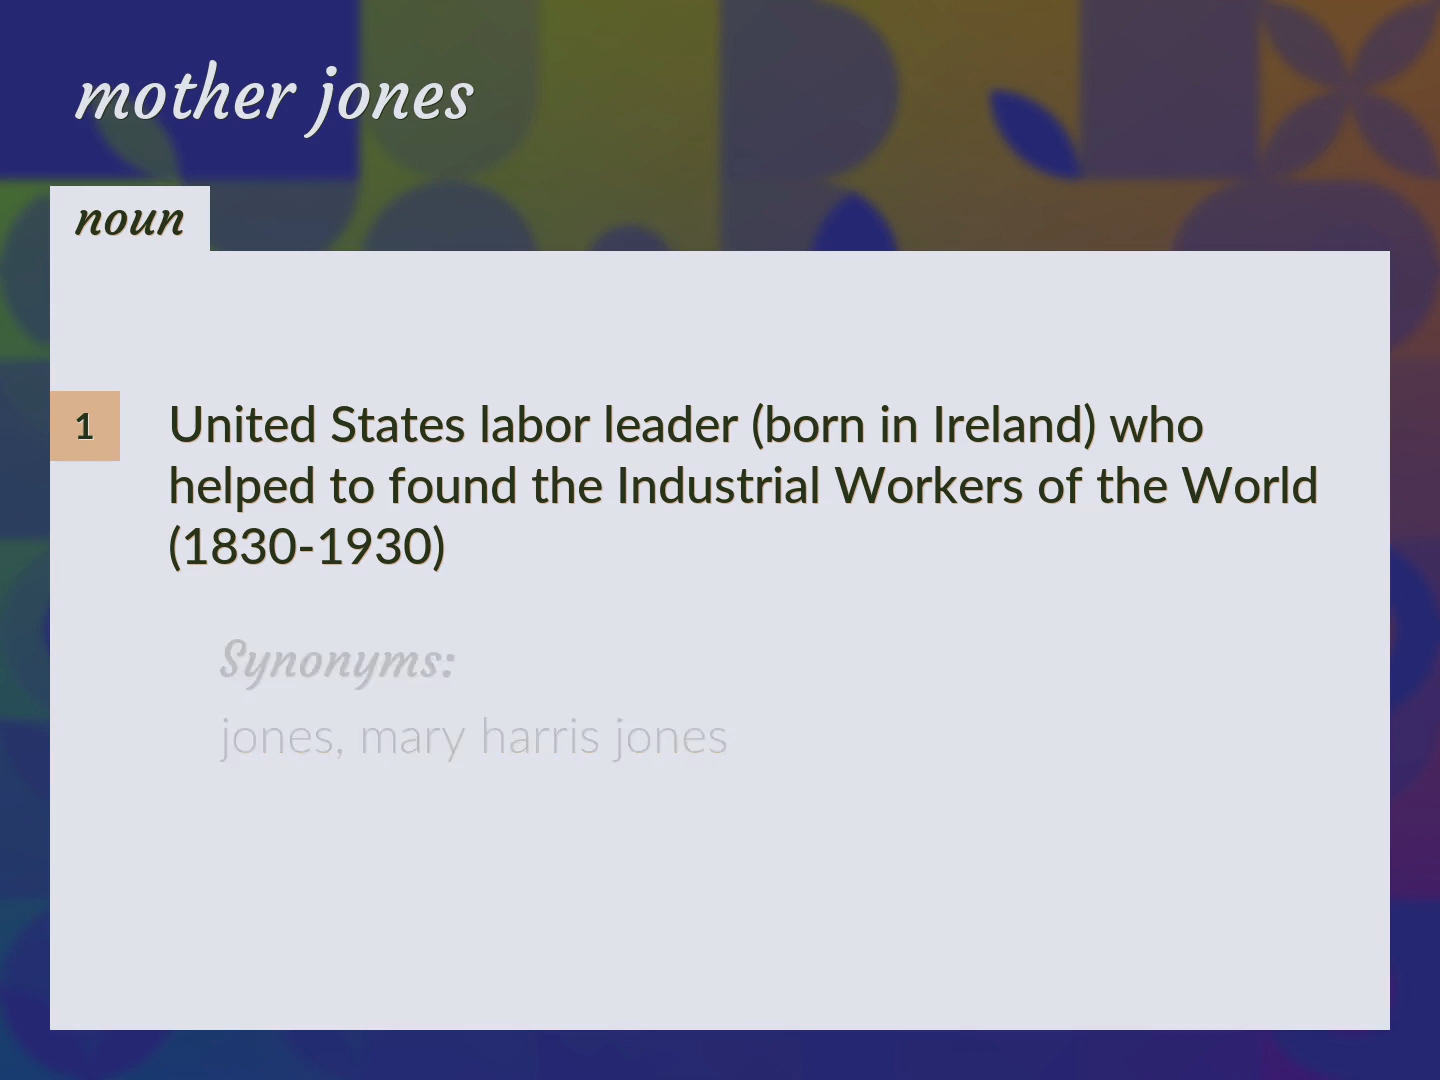 mother jones
noun
1
United States labor leader (born in Ireland) who
helped to found the Industrial Workers of the World
(1830-1930)
Synonyms:
jones, mary harris jones